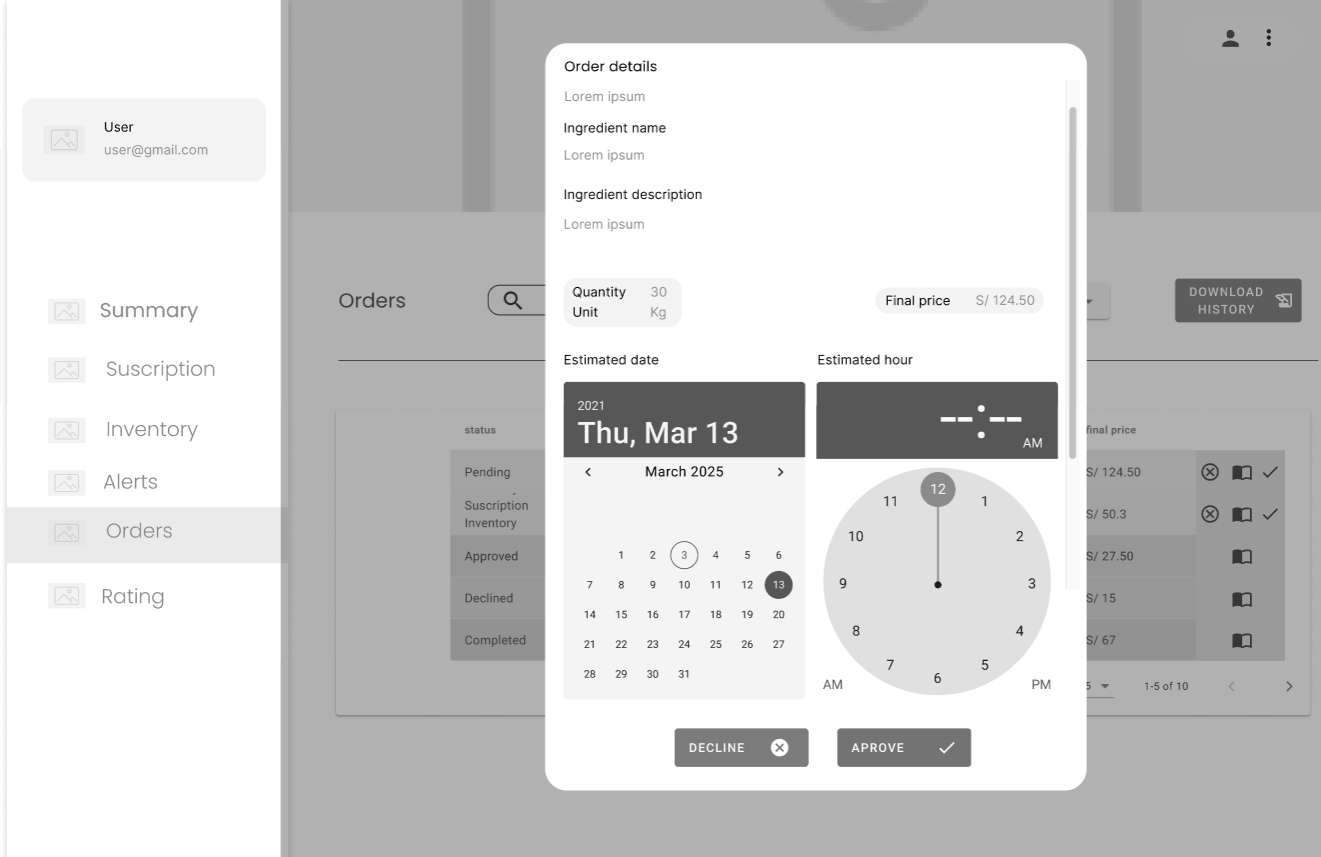 User
user@gmail.com
Summary
Suscription
Inventory
Alerts
Orders
Rating
Orders
DOWNLOAD
HISTORY
status
final price
Pending
S/ 124.50
Suscription
Inventory
S/ 50.3
Approved
S/ 27.50
Declined
S/ 15
Completed
S/ 67
5
1-5 of 10
Order details
Lorem ipsum
Ingredient name
Lorem ipsum
Ingredient description
Lorem ipsum
Quantity 30
Unit Kg
Final price S/ 124.50
Estimated date
2021
Thu, Mar 13
March 2025
1 2 3 4 5 6
7 8 9 10 11 12 13
14 15 16 17 18 19 20
21 22 23 24 25 26 27
28 29 30 31
Estimated hour
--:--
AM
12
11 1
10 2
9 3
8 4
7 5
6
AM PM
DECLINE
APROVE